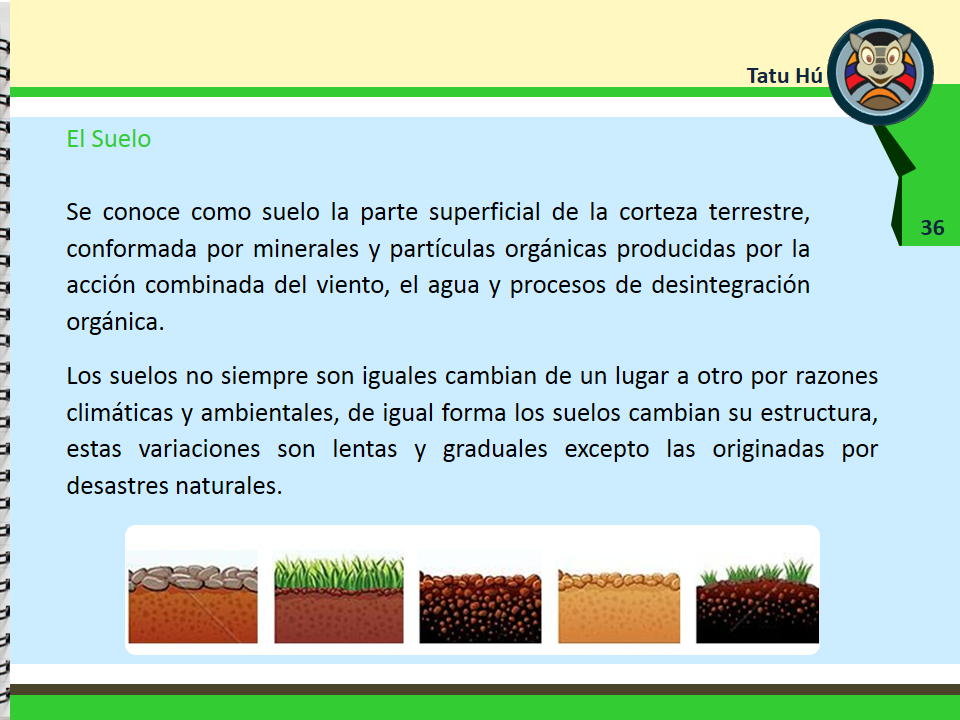 Tatu Hú
El Suelo
36
Se conoce como suelo la parte superficial de la corteza terrestre,
conformada por minerales y partículas orgánicas producidas por la
acción combinada del viento, el agua y procesos de desintegración
orgánica.
Los suelos no siempre son iguales cambian de un lugar a otro por razones
climáticas y ambientales, de igual forma los suelos cambian su estructura,
estas variaciones son lentas y graduales excepto las originadas por
desastres naturales.